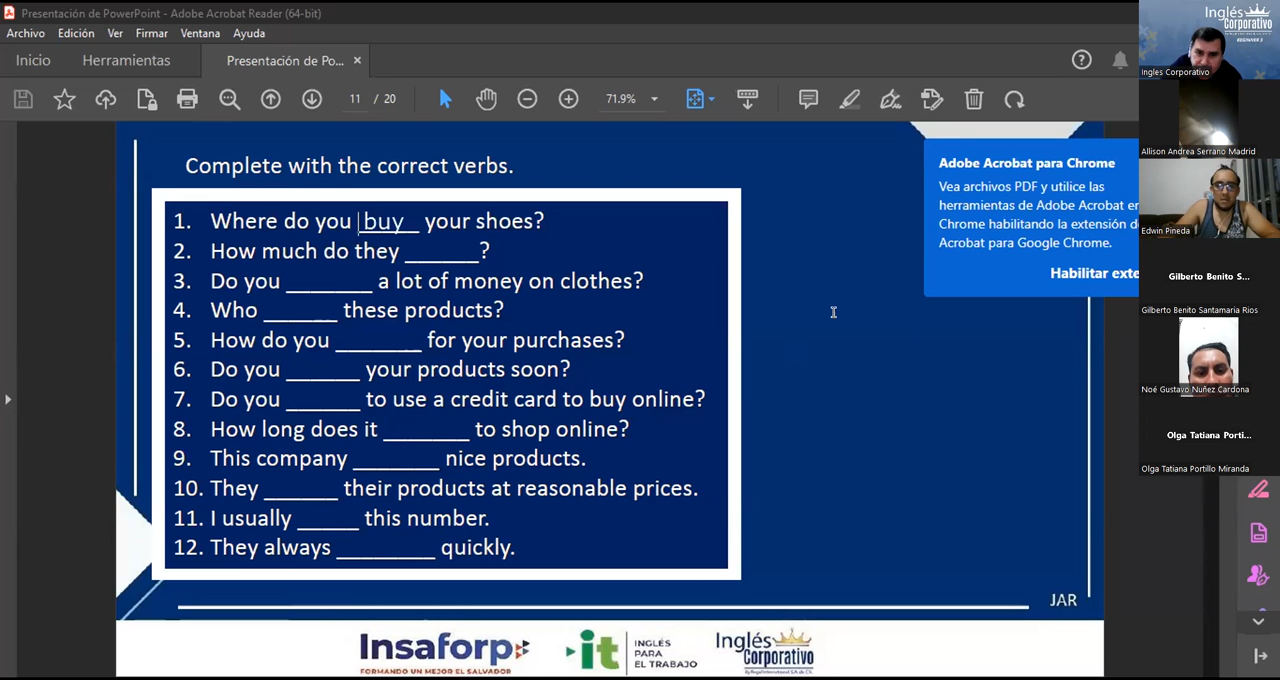 Presentación de PowerPoint - Adobe Acrobat Reader (64-bit)
Archivo Edición Ver Firmar Ventana Ayuda
Inicio Herramientas Presentación de Po... ×
11 / 20 71.9%
Complete with the correct verbs.
1. Where do you buy your shoes?
2. How much do they ______?
3. Do you _______ a lot of money on clothes?
4. Who ______ these products?
5. How do you _______ for your purchases?
6. Do you ______ your products soon?
7. Do you ______ to use a credit card to buy online?
8. How long does it _______ to shop online?
9. This company _______ nice products.
10. They ______ their products at reasonable prices.
11. I usually _____ this number.
12. They always ________ quickly.
JAR
Insaforp
FORMANDO UN MEJOR EL SALVADOR
it
INGLÉS
PARA
EL TRABAJO
Inglés
Corporativo
Adobe Acrobat para Chrome
Vea archivos PDF y utilice las
herramientas de Adobe Acrobat en
Chrome habilitando la extensión d
Acrobat para Google Chrome.
Habilitar exte
Inglés
Corporativo
BEGINNER 3
Ingles Corporativo
Allison Andrea Serrano Madrid
Edwin Pineda
Gilberto Benito S...
Gilberto Benito Santamaria Rios
Noé Gustavo Nuñez Cardona
Olga Tatiana Porti...
Olga Tatiana Portillo Miranda